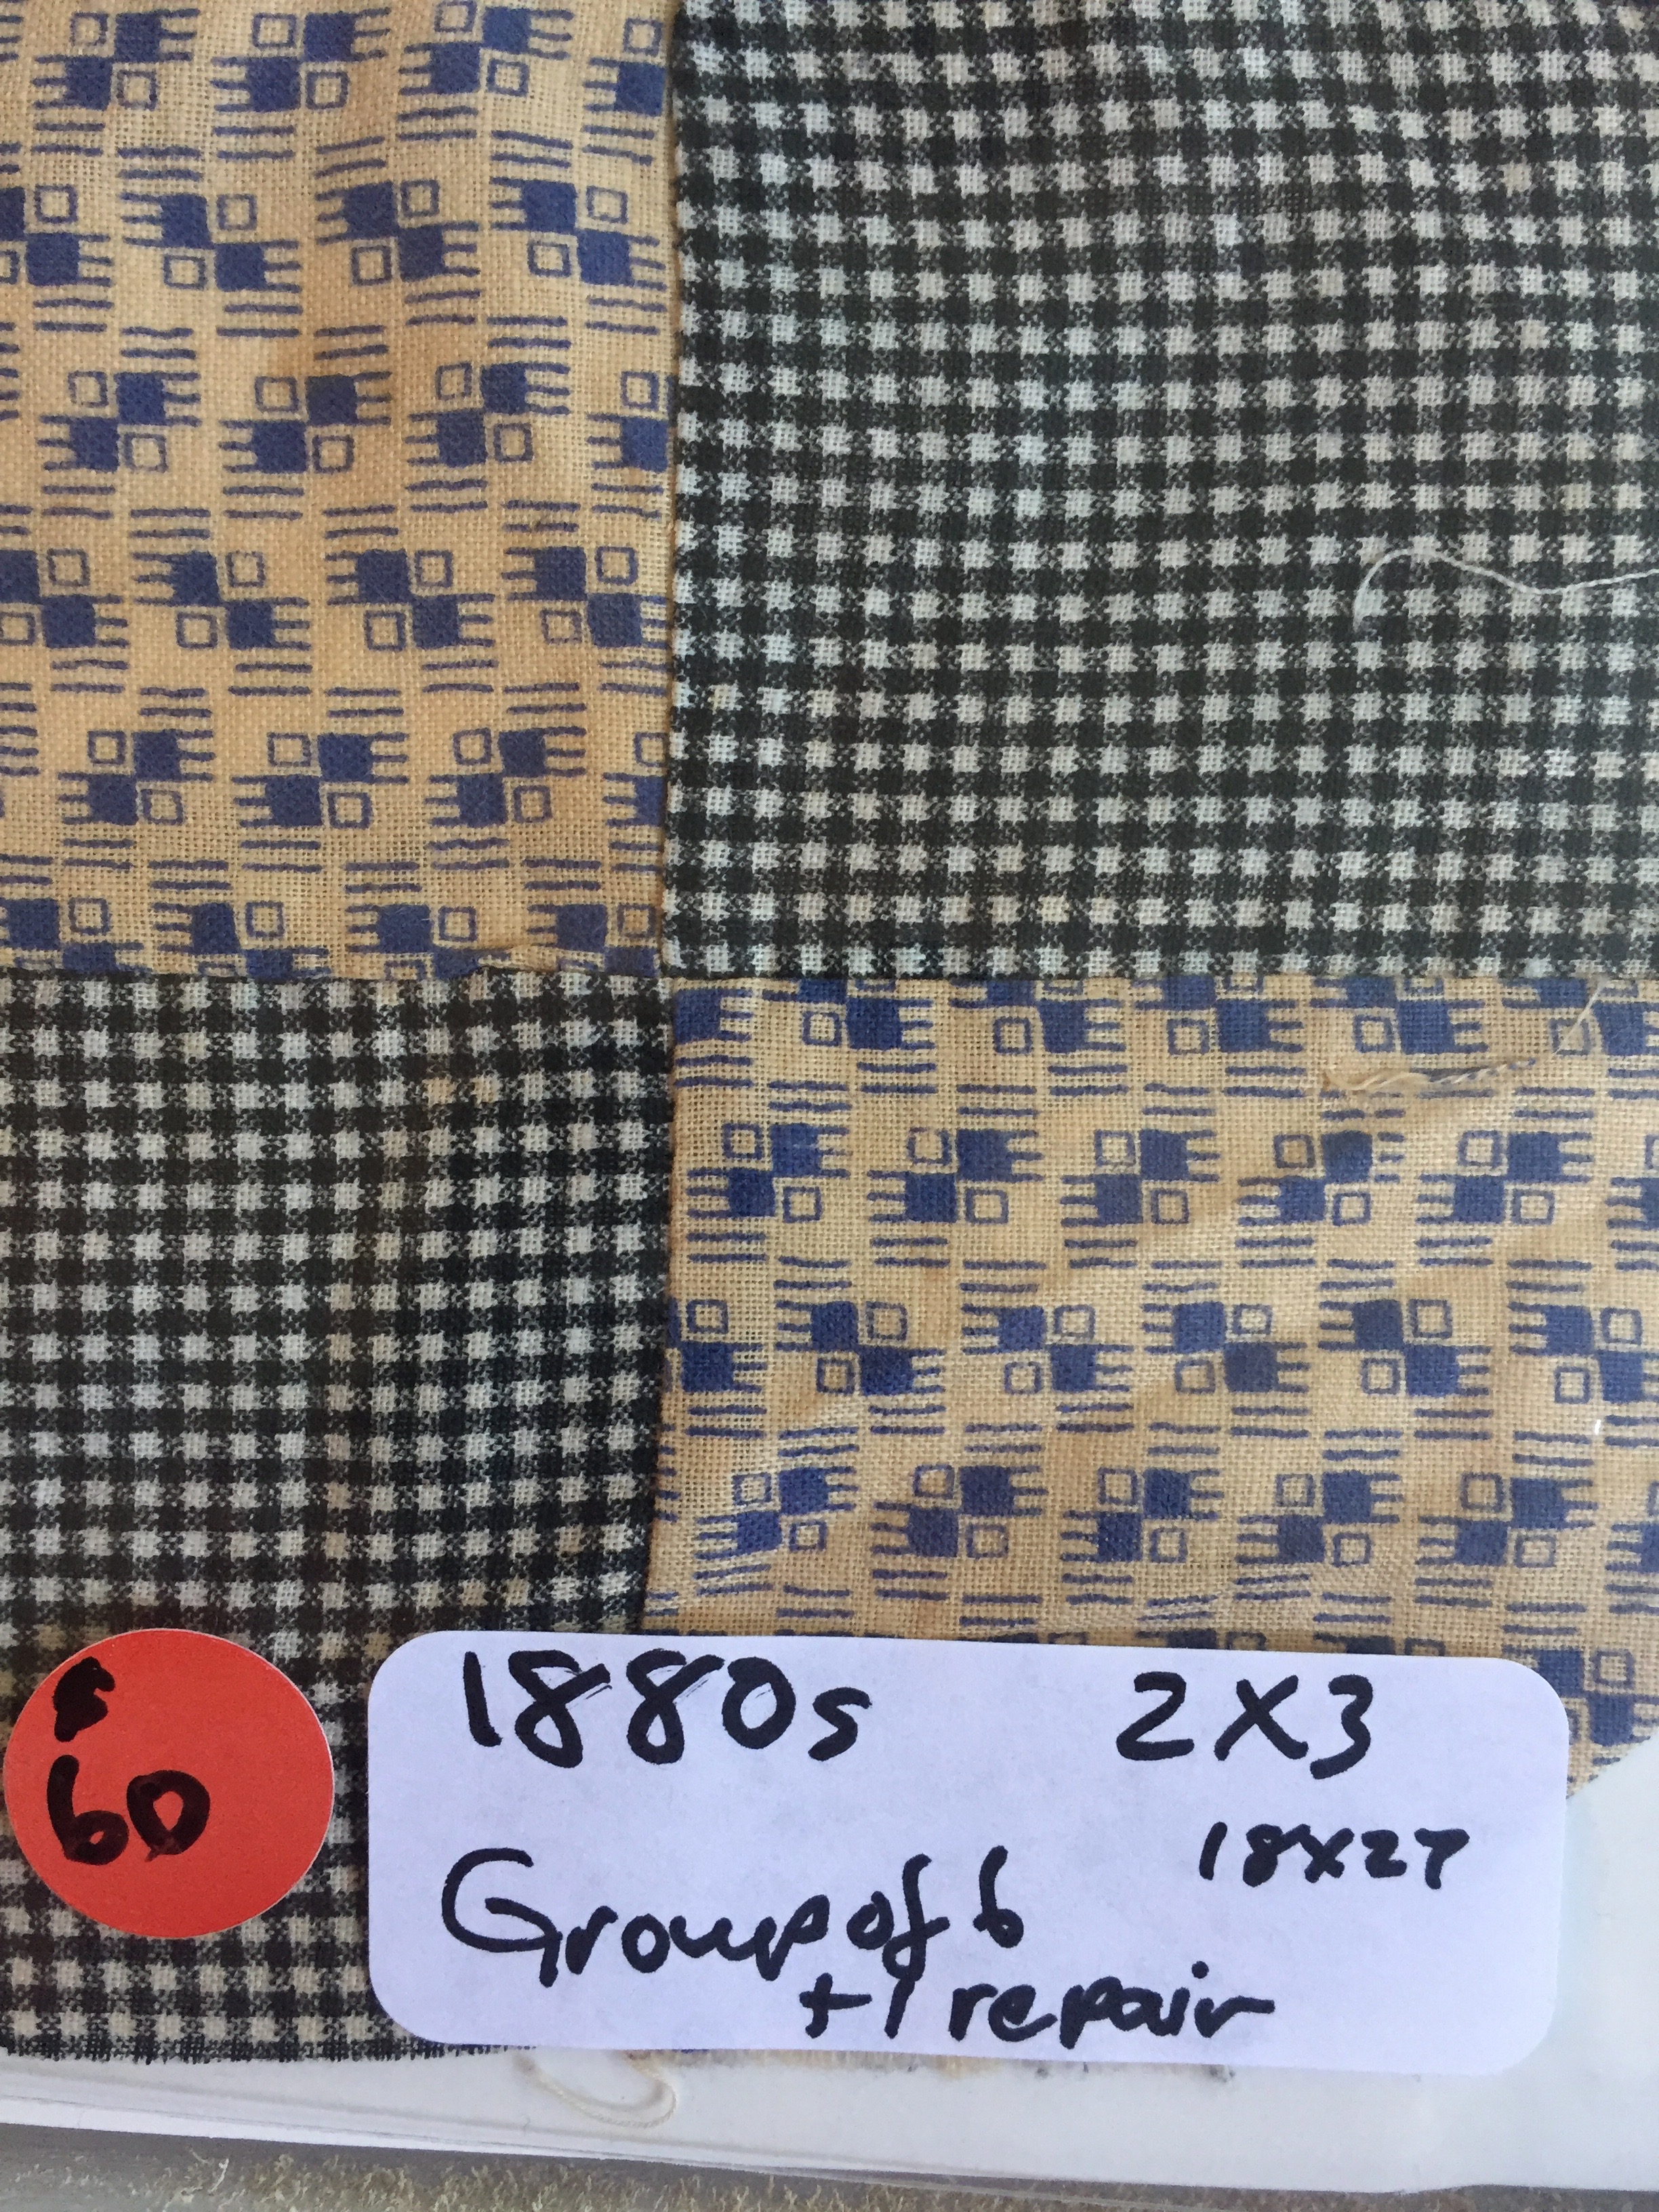 60
1880s 2X3
18X27
Group of 6
+1 repair